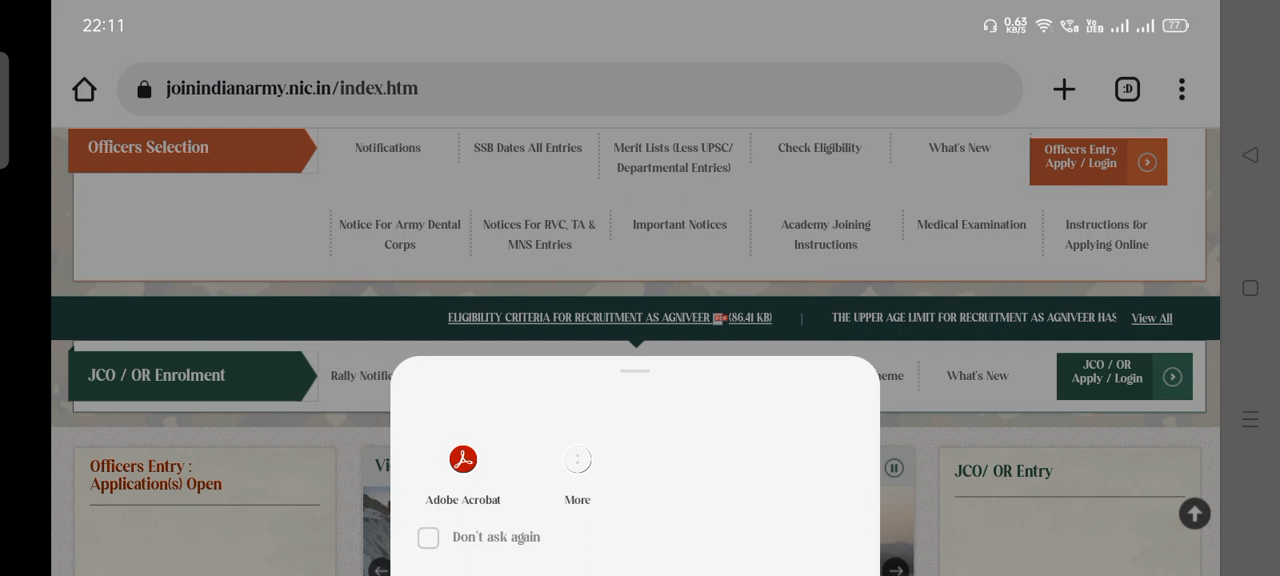 22:11
0.63 KB/S
Vo LTE
77
joinindianarmy.nic.in/index.htm
:D
Officers Selection
Notifications
SSB Dates All Entries
Merit Lists (Less UPSC/
Departmental Entries)
Check Eligibility
What's New
Officers Entry
Apply / Login
Notice For Army Dental
Corps
Notices For RVC, TA &
MNS Entries
Important Notices
Academy Joining
Instructions
Medical Examination
Instructions for
Applying Online
ELIGIBILITY CRITERIA FOR RECRUITMENT AS AGNIVEER (86.41 KB)
|
THE UPPER AGE LIMIT FOR RECRUITMENT AS AGNIVEER HAS
View All
JCO / OR Enrolment
Rally Notific
eme
What's New
JCO / OR
Apply / Login
Officers Entry :
Application(s) Open
Vi
JCO/ OR Entry
Adobe Acrobat
More
Don't ask again